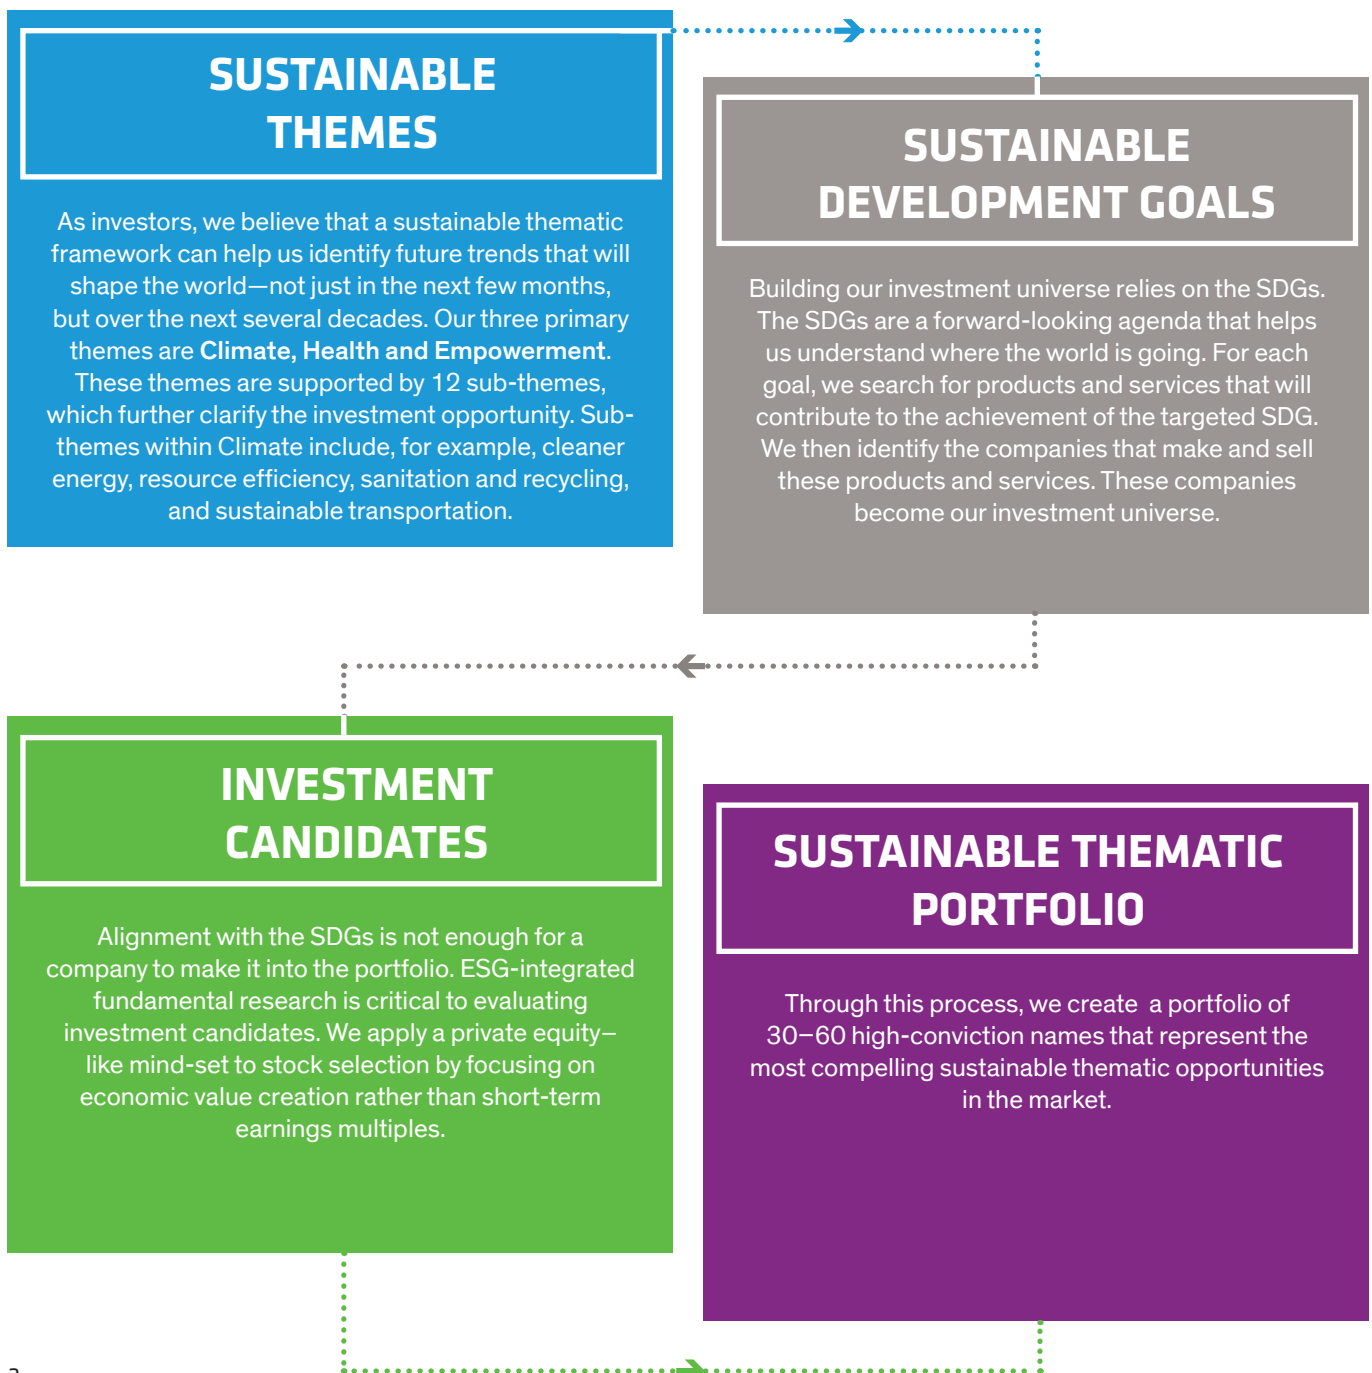 SUSTAINABLE
THEMES
As investors, we believe that a sustainable thematic
framework can help us identify future trends that will
shape the world—not just in the next few months,
but over the next several decades. Our three primary
themes are Climate, Health and Empowerment.
These themes are supported by 12 sub-themes,
which further clarify the investment opportunity. Sub-
themes within Climate include, for example, cleaner
energy, resource efficiency, sanitation and recycling,
and sustainable transportation.
SUSTAINABLE
DEVELOPMENT GOALS
Building our investment universe relies on the SDGs.
The SDGs are a forward-looking agenda that helps
us understand where the world is going. For each
goal, we search for products and services that will
contribute to the achievement of the targeted SDG.
We then identify the companies that make and sell
these products and services. These companies
become our investment universe.
INVESTMENT
CANDIDATES
Alignment with the SDGs is not enough for a
company to make it into the portfolio. ESG-integrated
fundamental research is critical to evaluating
investment candidates. We apply a private equity–
like mind-set to stock selection by focusing on
economic value creation rather than short-term
earnings multiples.
SUSTAINABLE THEMATIC
PORTFOLIO
Through this process, we create a portfolio of
30–60 high-conviction names that represent the
most compelling sustainable thematic opportunities
in the market.